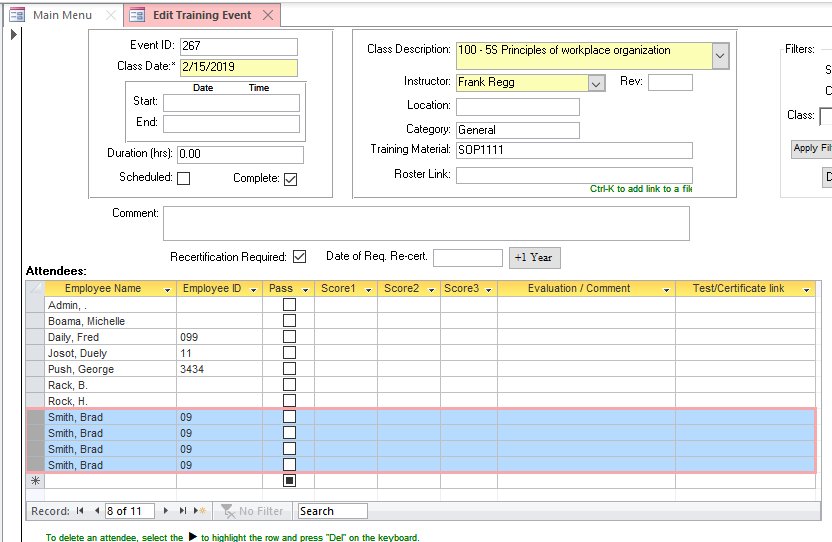 Main Menu Edit Training Event
Event ID: 267
Class Date:* 2/15/2019
Date Time
Start:
End:
Duration (hrs): 0.00
Scheduled: Complete:
Class Description: 100 - 5S Principles of workplace organization
Instructor: Frank Regg Rev:
Location:
Category: General
Training Material: SOP1111
Roster Link:
Ctrl-K to add link to a file
Filters:
S
C
Class:
Apply Fil
D
Comment:
Recertification Required: Date of Req. Re-cert. +1 Year
Attendees:
Employee Name Employee ID Pass Score1 Score2 Score3 Evaluation / Comment Test/Certificate link
Admin, .
Boama, Michelle
Daily, Fred 099
Josot, Duely 11
Push, George 3434
Rack, B.
Rock, H.
Smith, Brad 09
Smith, Brad 09
Smith, Brad 09
Smith, Brad 09
Record: 8 of 11 No Filter Search
To delete an attendee, select the ▶ to highlight the row and press "Del" on the keyboard.